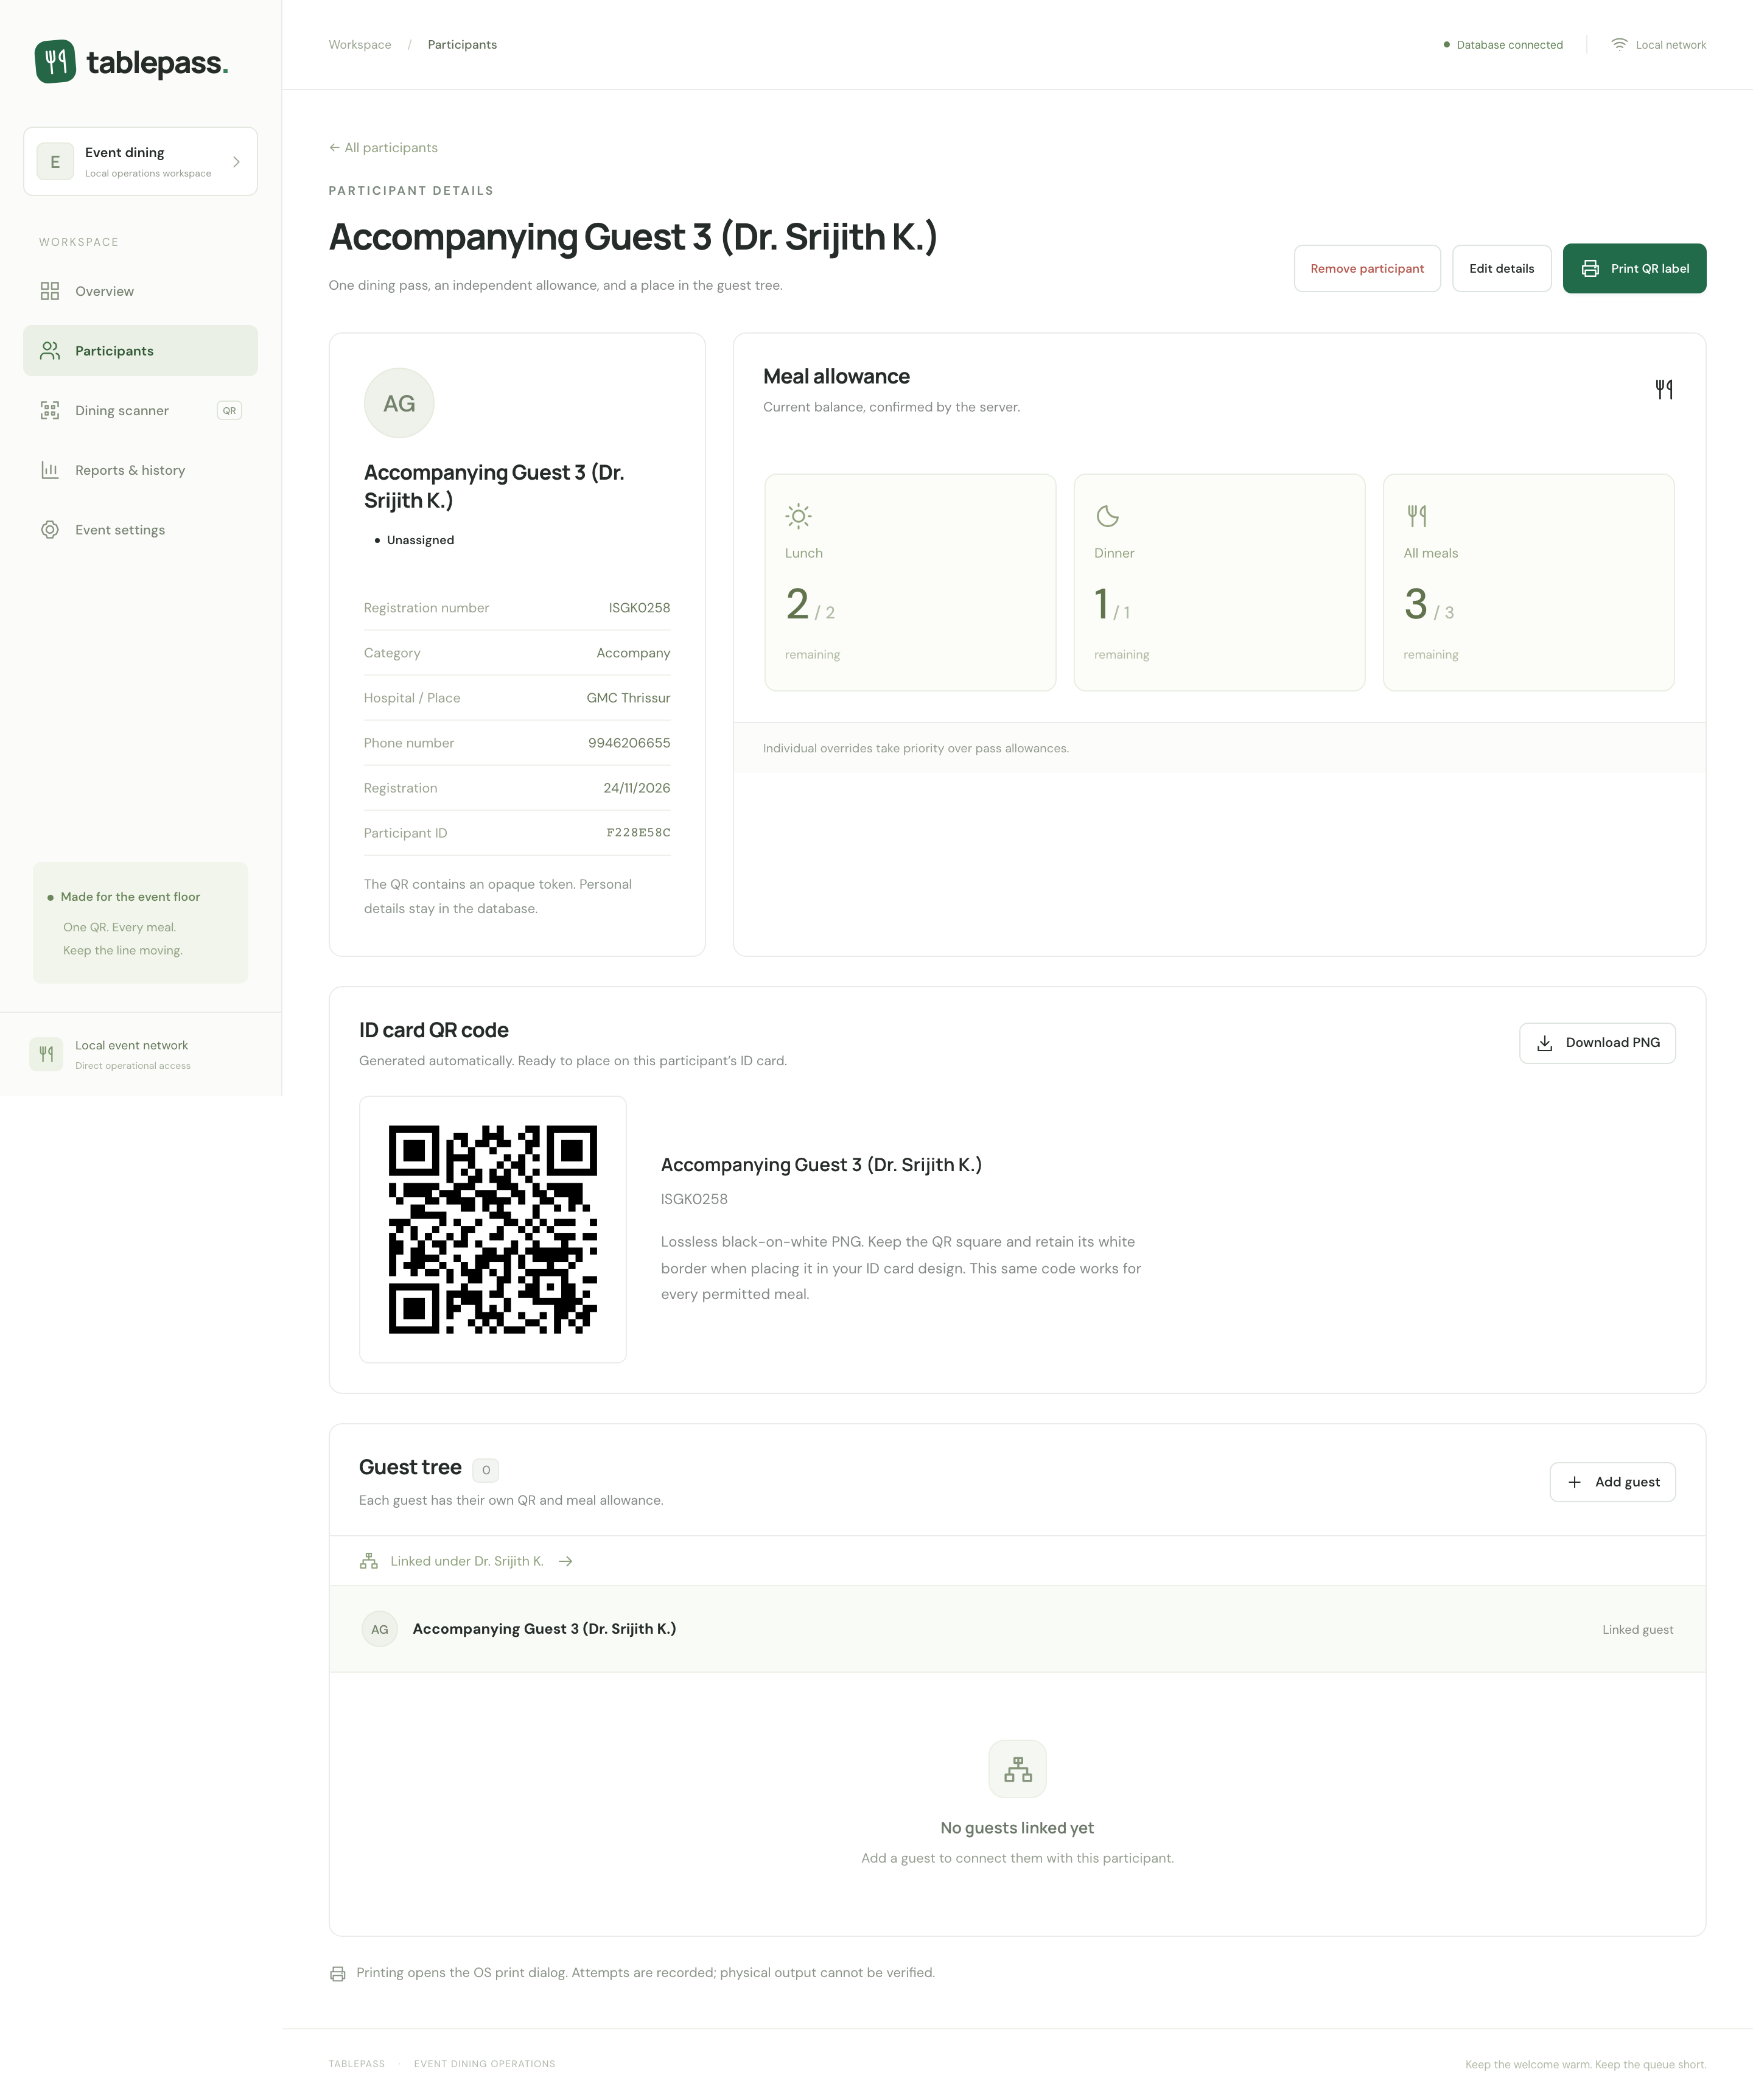 tablepass.
E
Event dining
Local operations workspace
WORKSPACE
Overview
Participants
Dining scanner
QR
Reports & history
Event settings
Made for the event floor
One QR. Every meal.
Keep the line moving.
Local event network
Direct operational access
Workspace / Participants
Database connected
Local network
← All participants
PARTICIPANT DETAILS
Accompanying Guest 3 (Dr. Srijith K.)
One dining pass, an independent allowance, and a place in the guest tree.
Remove participant
Edit details
Print QR label
AG
Accompanying Guest 3 (Dr.
Srijith K.)
Unassigned
Registration number ISGK0258
Category Accompany
Hospital / Place GMC Thrissur
Phone number 9946206655
Registration 24/11/2026
Participant ID F228E58C
The QR contains an opaque token. Personal
details stay in the database.
Meal allowance
Current balance, confirmed by the server.
Lunch
2 / 2
remaining
Dinner
1 / 1
remaining
All meals
3 / 3
remaining
Individual overrides take priority over pass allowances.
ID card QR code
Generated automatically. Ready to place on this participant's ID card.
Download PNG
Accompanying Guest 3 (Dr. Srijith K.)
ISGK0258
Lossless black-on-white PNG. Keep the QR square and retain its white
border when placing it in your ID card design. This same code works for
every permitted meal.
Guest tree 0
Each guest has their own QR and meal allowance.
Add guest
Linked under Dr. Srijith K. →
AG
Accompanying Guest 3 (Dr. Srijith K.)
Linked guest
No guests linked yet
Add a guest to connect them with this participant.
Printing opens the OS print dialog. Attempts are recorded; physical output cannot be verified.
TABLEPASS · EVENT DINING OPERATIONS
Keep the welcome warm. Keep the queue short.